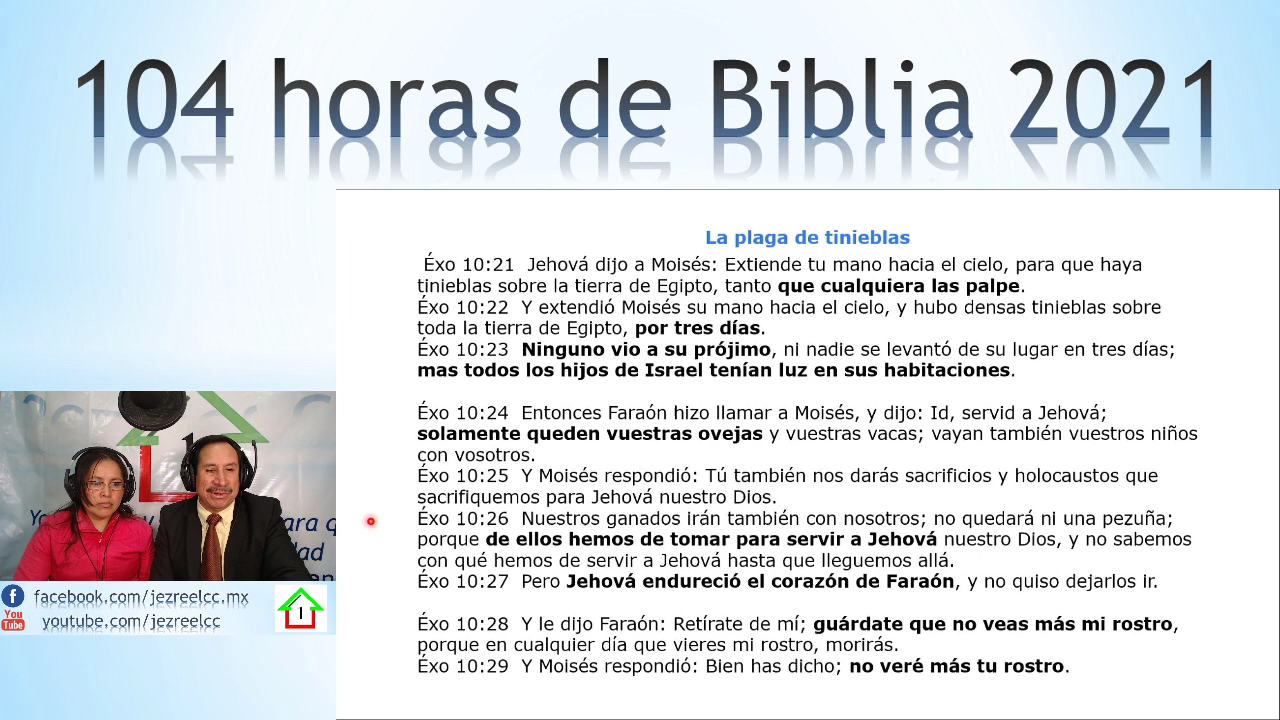 104 horas de Biblia 2021
La plaga de tinieblas
Éxo 10:21 Jehová dijo a Moisés: Extiende tu mano hacia el cielo, para que haya
tinieblas sobre la tierra de Egipto, tanto que cualquiera las palpe.
Éxo 10:22 Y extendió Moisés su mano hacia el cielo, y hubo densas tinieblas sobre
toda la tierra de Egipto, por tres días.
Éxo 10:23 Ninguno vio a su prójimo, ni nadie se levantó de su lugar en tres días;
mas todos los hijos de Israel tenían luz en sus habitaciones.
Éxo 10:24 Entonces Faraón hizo llamar a Moisés, y dijo: Id, servid a Jehová;
solamente queden vuestras ovejas y vuestras vacas; vayan también vuestros niños
con vosotros.
Éxo 10:25 Y Moisés respondió: Tú también nos darás sacrificios y holocaustos que
sacrifiquemos para Jehová nuestro Dios.
Éxo 10:26 Nuestros ganados irán también con nosotros; no quedará ni una pezuña;
porque de ellos hemos de tomar para servir a Jehová nuestro Dios, y no sabemos
con qué hemos de servir a Jehová hasta que lleguemos allá.
Éxo 10:27 Pero Jehová endureció el corazón de Faraón, y no quiso dejarlos ir.
Éxo 10:28 Y le dijo Faraón: Retírate de mí; guárdate que no veas más mi rostro,
porque en cualquier día que vieres mi rostro, morirás.
Éxo 10:29 Y Moisés respondió: Bien has dicho; no veré más tu rostro.
facebook.com/jezreelcc.mx
You Tube youtube.com/jezreelcc